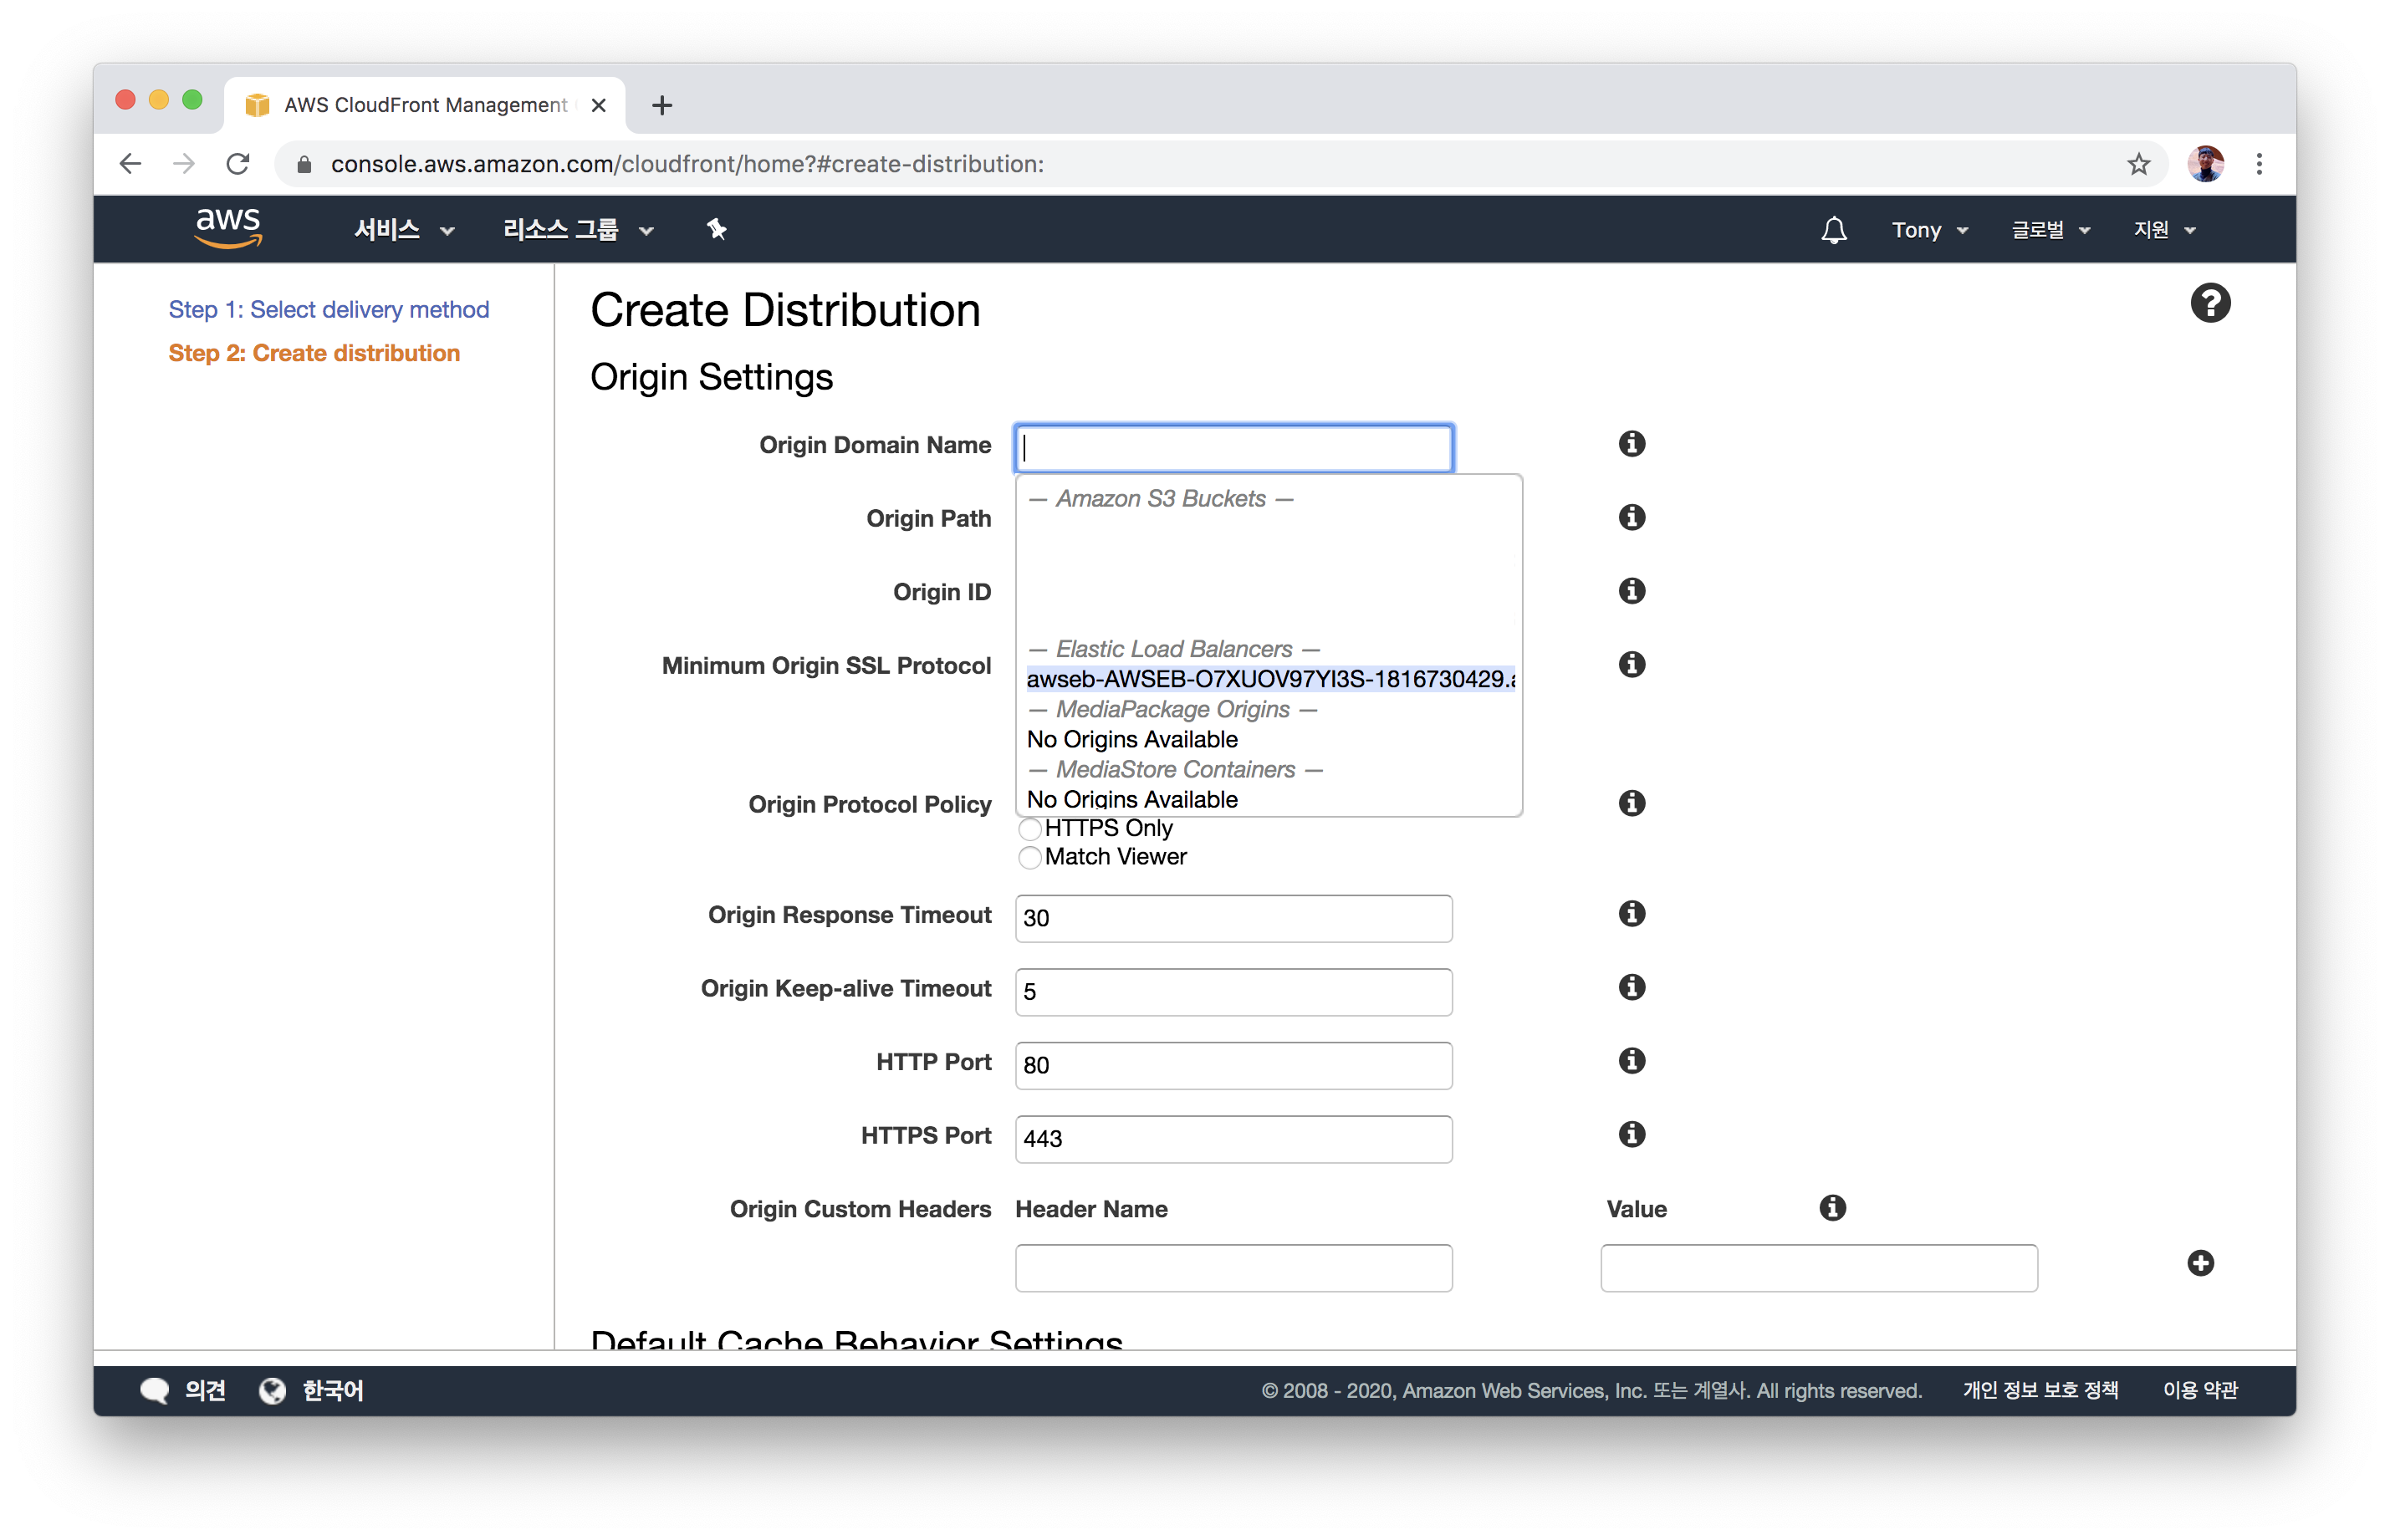 AWS CloudFront Management
console.aws.amazon.com/cloudfront/home?#create-distribution:
aws 서비스 리소스 그룹 Tony 글로벌 지원
Step 1: Select delivery method
Step 2: Create distribution
Create Distribution
Origin Settings
Origin Domain Name
— Amazon S3 Buckets —
Origin Path
Origin ID
— Elastic Load Balancers —
Minimum Origin SSL Protocol
awseb-AWSEB-O7XUOV97YI3S-1816730429.a
— MediaPackage Origins —
No Origins Available
— MediaStore Containers —
No Origins Available
Origin Protocol Policy
HTTPS Only
Match Viewer
Origin Response Timeout 30
Origin Keep-alive Timeout 5
HTTP Port 80
HTTPS Port 443
Origin Custom Headers Header Name Value
Default Cache Behavior Settings
의견 한국어 © 2008 - 2020, Amazon Web Services, Inc. 또는 계열사. All rights reserved. 개인 정보 보호 정책 이용 약관